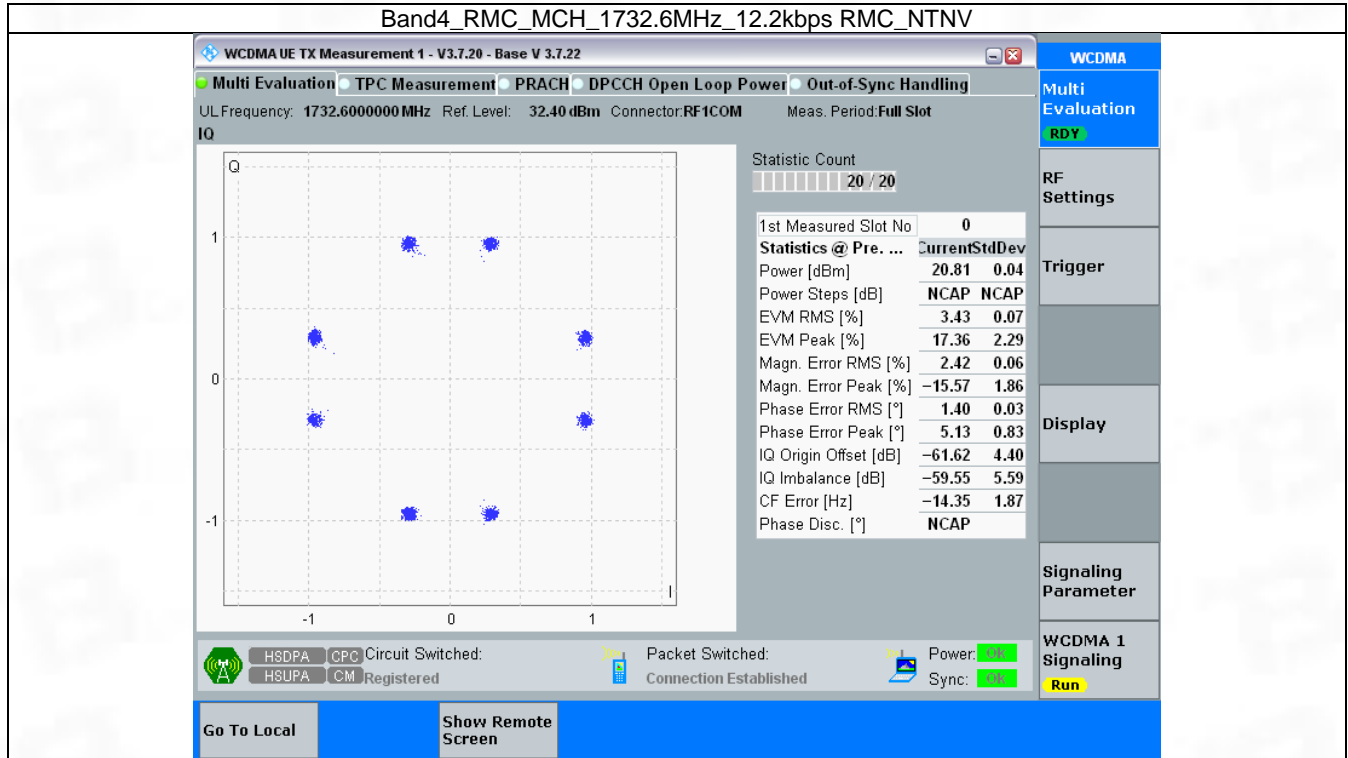 Band4_RMC_MCH_1732.6MHz_12.2kbps RMC_NTNV
WCDMA UE TX Measurement 1 - V3.7.20 - Base V 3.7.22
Multi Evaluation TPC Measurement PRACH DPCCH Open Loop Power Out-of-Sync Handling
UL Frequency: 1732.6000000 MHz Ref. Level: 32.40 dBm Connector:RF1COM Meas. Period:Full Slot
IQ
Q
1
0
-1
-1 0 1
I
Statistic Count
20 / 20
1st Measured Slot No 0
Statistics @ Pre. ... Current StdDev
Power [dBm] 20.81 0.04
Power Steps [dB] NCAP NCAP
EVM RMS [%] 3.43 0.07
EVM Peak [%] 17.36 2.29
Magn. Error RMS [%] 2.42 0.06
Magn. Error Peak [%] −15.57 1.86
Phase Error RMS [°] 1.40 0.03
Phase Error Peak [°] 5.13 0.83
IQ Origin Offset [dB] −61.62 4.40
IQ Imbalance [dB] −59.55 5.59
CF Error [Hz] −14.35 1.87
Phase Disc. [°] NCAP
HSDPA CPC Circuit Switched:
HSUPA CM Registered
Packet Switched:
Connection Established
Power: OK
Sync: OK
WCDMA
Multi
Evaluation
RDY
RF
Settings
Trigger
Display
Signaling
Parameter
WCDMA 1
Signaling
Run
Go To Local
Show Remote
Screen